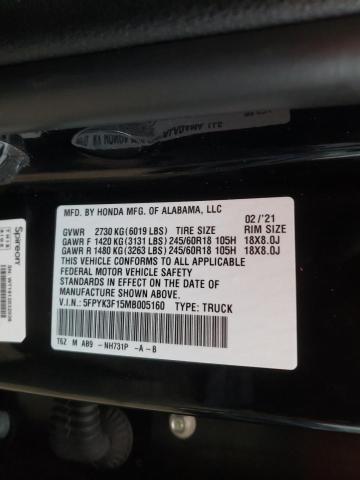 MFD. BY HONDA MFG. OF ALABAMA, LLC
02/'21
GVWR 2730 KG(6019 LBS) TIRE SIZE RIM SIZE
GAWR F 1420 KG(3131 LBS) 245/60R18 105H 18X8.0J
GAWR R 1480 KG(3263 LBS) 245/60R18 105H 18X8.0J
THIS VEHICLE CONFORMS TO ALL APPLICABLE
FEDERAL MOTOR VEHICLE SAFETY
STANDARDS IN EFFECT ON THE DATE OF
MANUFACTURE SHOWN ABOVE.
V.I.N.: 5FPYK3F15MB005160 TYPE: TRUCK
T6Z M AB9 -NH731P -A-B
Spireon